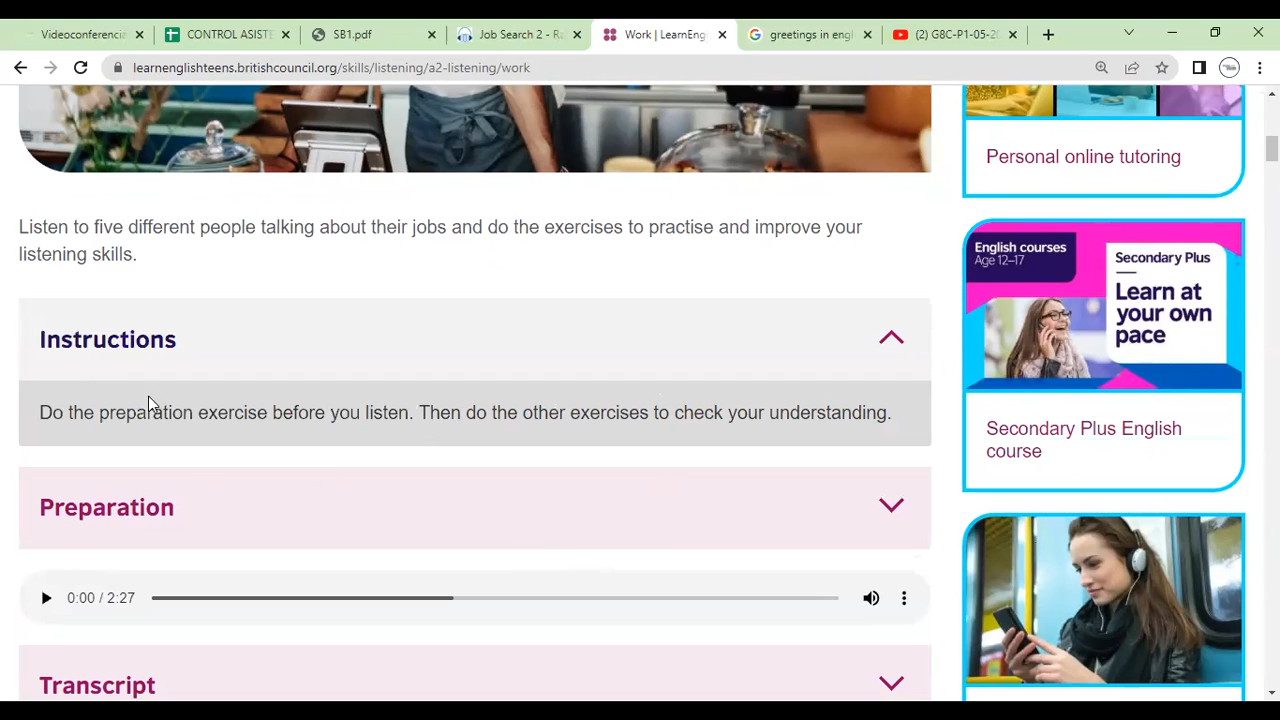 Videoconferencia
CONTROL ASISTE
SB1.pdf
Job Search 2 - Ra
Work | LearnEng
greetings in engl
(2) G8C-P1-05-20
learnenglishteens.britishcouncil.org/skills/listening/a2-listening/work
Personal online tutoring
Listen to five different people talking about their jobs and do the exercises to practise and improve your
listening skills.
English courses
Age 12–17
Secondary Plus
Learn at
your own
pace
Instructions
Do the preparation exercise before you listen. Then do the other exercises to check your understanding.
Secondary Plus English
course
Preparation
0:00 / 2:27
Transcript